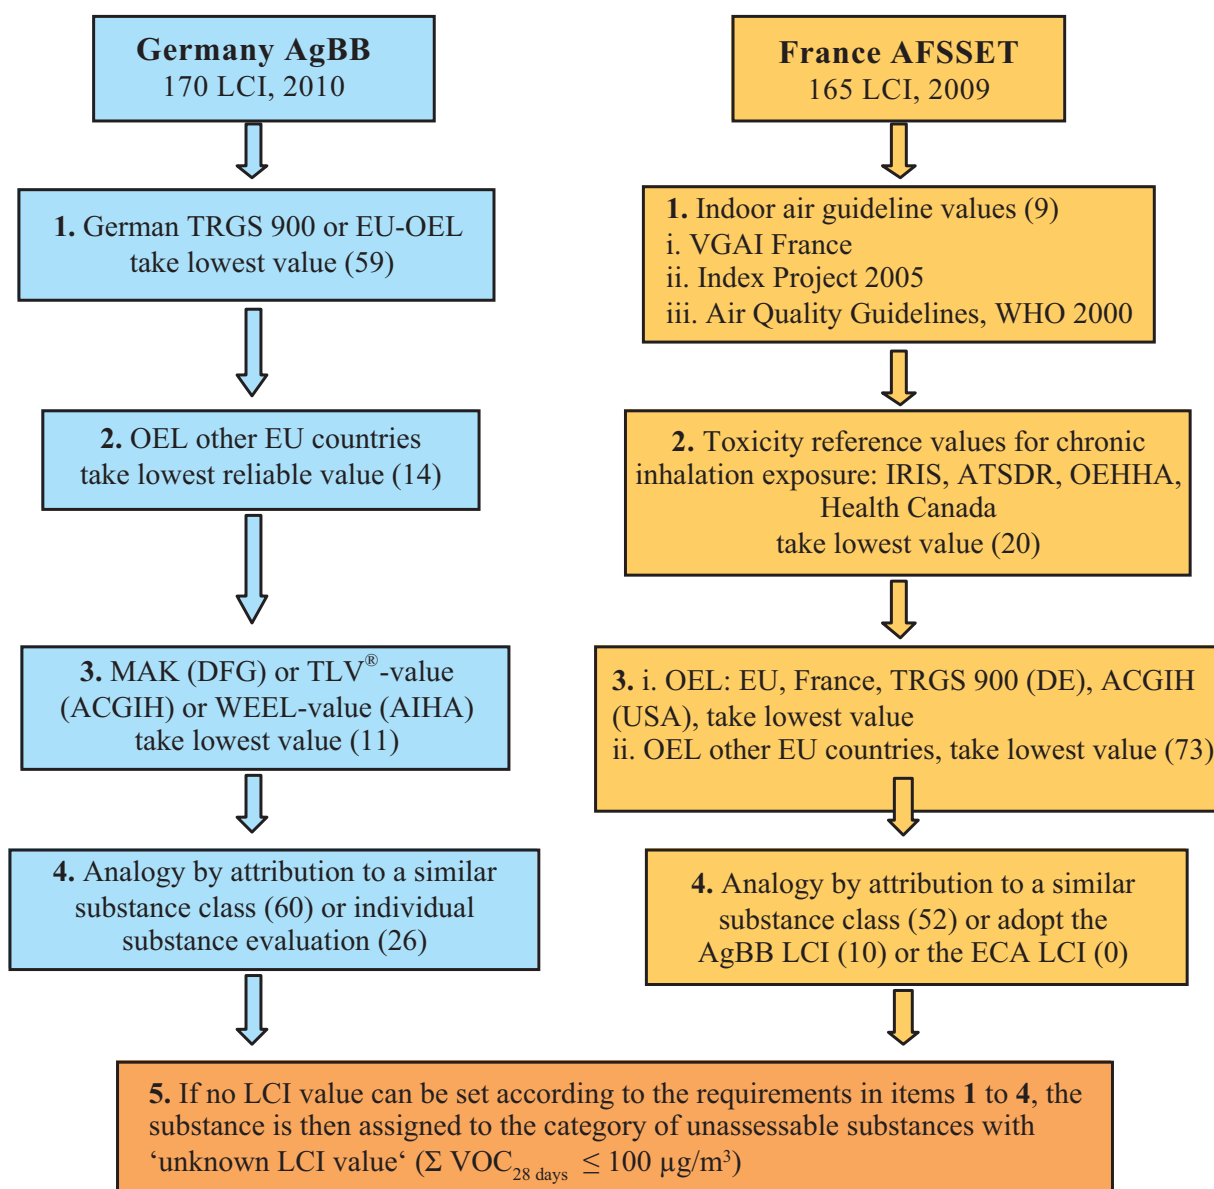 Germany AgBB
170 LCI, 2010
1. German TRGS 900 or EU-OEL
take lowest value (59)
2. OEL other EU countries
take lowest reliable value (14)
3. MAK (DFG) or TLV®-value
(ACGIH) or WEEL-value (AIHA)
take lowest value (11)
4. Analogy by attribution to a similar
substance class (60) or individual
substance evaluation (26)
France AFSSET
165 LCI, 2009
1. Indoor air guideline values (9)
i. VGAI France
ii. Index Project 2005
iii. Air Quality Guidelines, WHO 2000
2. Toxicity reference values for chronic
inhalation exposure: IRIS, ATSDR, OEHHA,
Health Canada
take lowest value (20)
3. i. OEL: EU, France, TRGS 900 (DE), ACGIH
(USA), take lowest value
ii. OEL other EU countries, take lowest value (73)
4. Analogy by attribution to a similar
substance class (52) or adopt the
AgBB LCI (10) or the ECA LCI (0)
5. If no LCI value can be set according to the requirements in items 1 to 4, the
substance is then assigned to the category of unassessable substances with
‘unknown LCI value‘ (Σ VOC28 days ≤ 100 µg/m³)